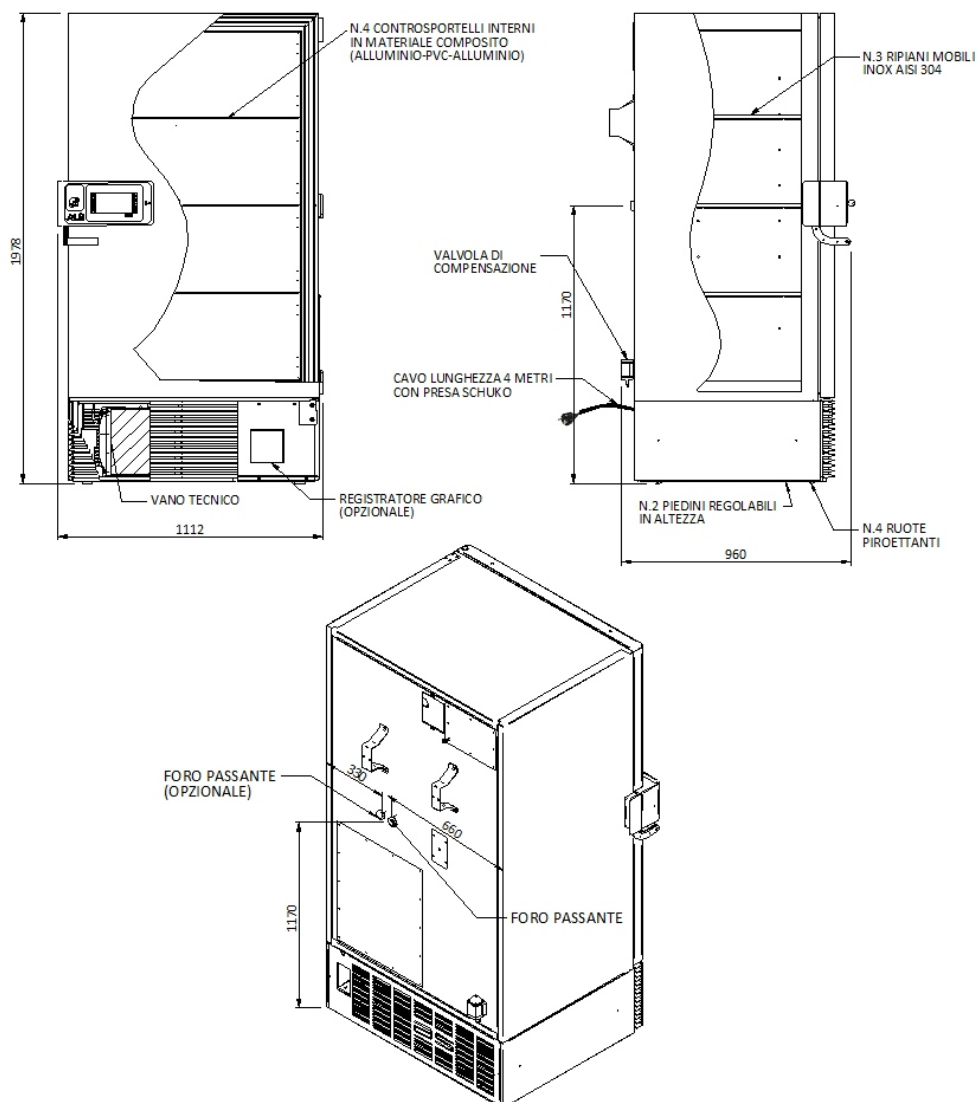 N.4 CONTROSPORTELLI INTERNI
IN MATERIALE COMPOSITO
(ALLUMINIO-PVC-ALLUMINIO)
N.3 RIPIANI MOBILI
INOX AISI 304
1978
VALVOLA DI
COMPENSAZIONE
1170
CAVO LUNGHEZZA 4 METRI
CON PRESA SCHUKO
VANO TECNICO
REGISTRATORE GRAFICO
(OPZIONALE)
N.2 PIEDINI REGOLABILI
IN ALTEZZA
N.4 RUOTE
PIROETTANTI
1112
960
FORO PASSANTE
(OPZIONALE)
330
660
1170
FORO PASSANTE